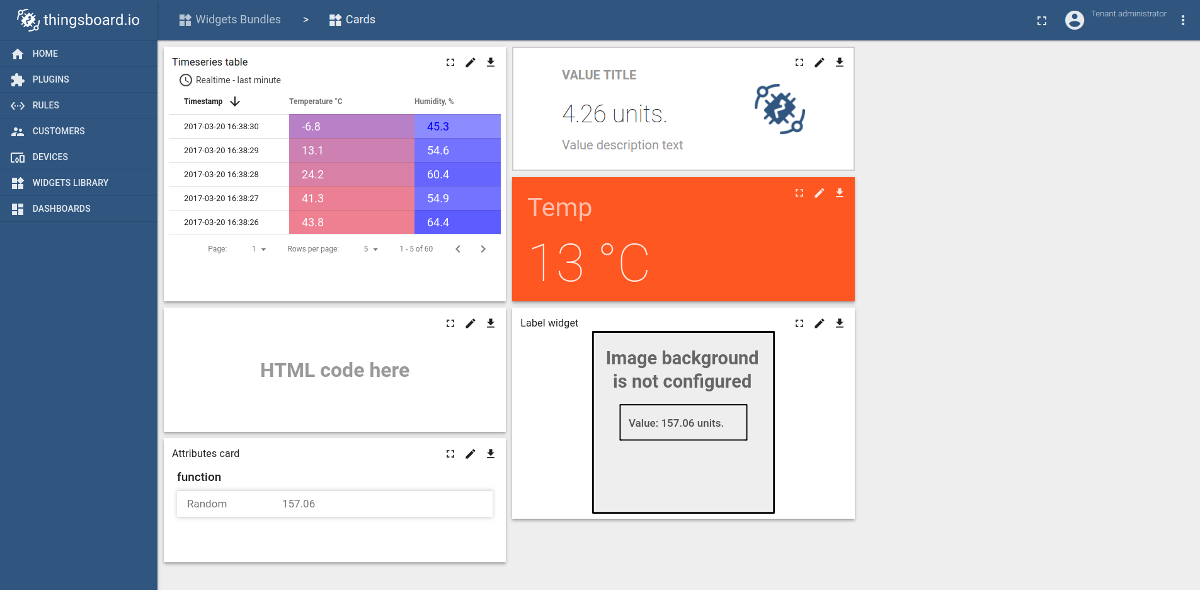 thingsboard.io
Widgets Bundles > Cards
Tenant administrator
HOME
PLUGINS
RULES
CUSTOMERS
DEVICES
WIDGETS LIBRARY
DASHBOARDS
Timeseries table
Realtime - last minute
Timestamp Temperature °C Humidity, %
2017-03-20 16:38:30 -6.8 45.3
2017-03-20 16:38:29 13.1 54.6
2017-03-20 16:38:28 24.2 60.4
2017-03-20 16:38:27 41.3 54.9
2017-03-20 16:38:26 43.8 64.4
Page: 1 Rows per page: 5 1 - 5 of 60
VALUE TITLE
4.26 units.
Value description text
Temp
13 °C
HTML code here
Label widget
Image background
is not configured
Value: 157.06 units.
Attributes card
function
Random 157.06